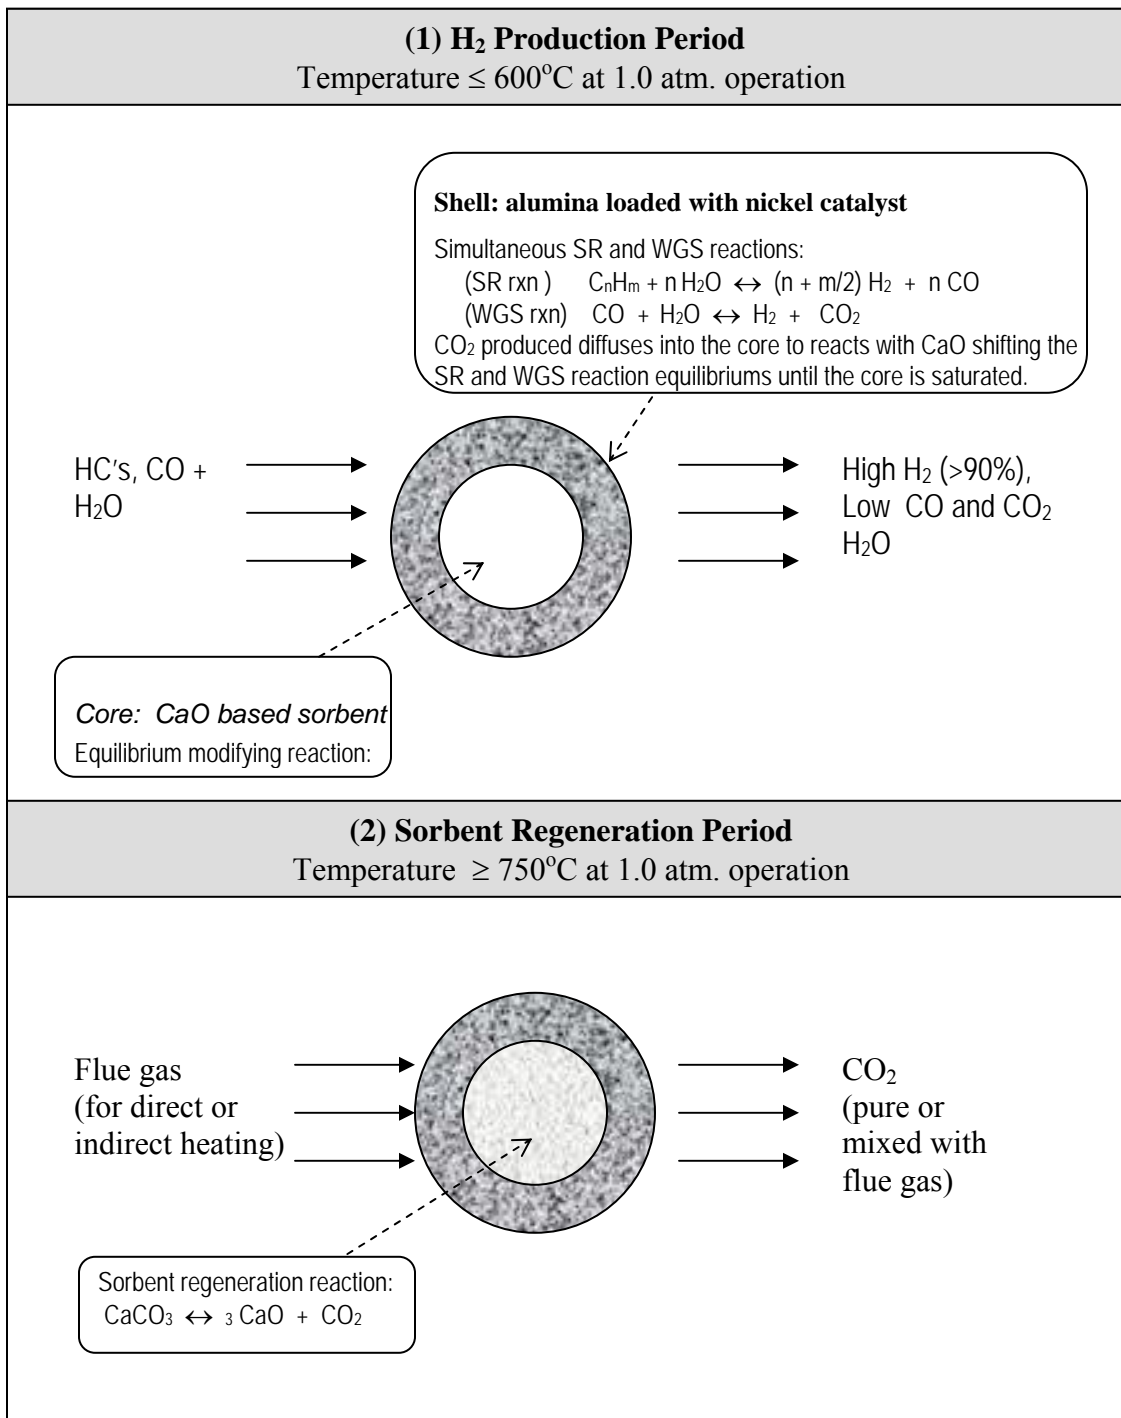 (1) H₂ Production Period
Temperature ≤ 600°C at 1.0 atm. operation
Shell: alumina loaded with nickel catalyst
Simultaneous SR and WGS reactions:
(SR rxn ) CₙHₘ + n H₂O ↔ (n + m/2) H₂ + n CO
(WGS rxn) CO + H₂O ↔ H₂ + CO₂
CO₂ produced diffuses into the core to reacts with CaO shifting the
SR and WGS reaction equilibriums until the core is saturated.
HC's, CO +
H₂O
High H₂ (>90%),
Low CO and CO₂
H₂O
Core: CaO based sorbent
Equilibrium modifying reaction:
(2) Sorbent Regeneration Period
Temperature ≥ 750°C at 1.0 atm. operation
Flue gas
(for direct or
indirect heating)
CO₂
(pure or
mixed with
flue gas)
Sorbent regeneration reaction:
CaCO₃ ↔ ₃ CaO + CO₂